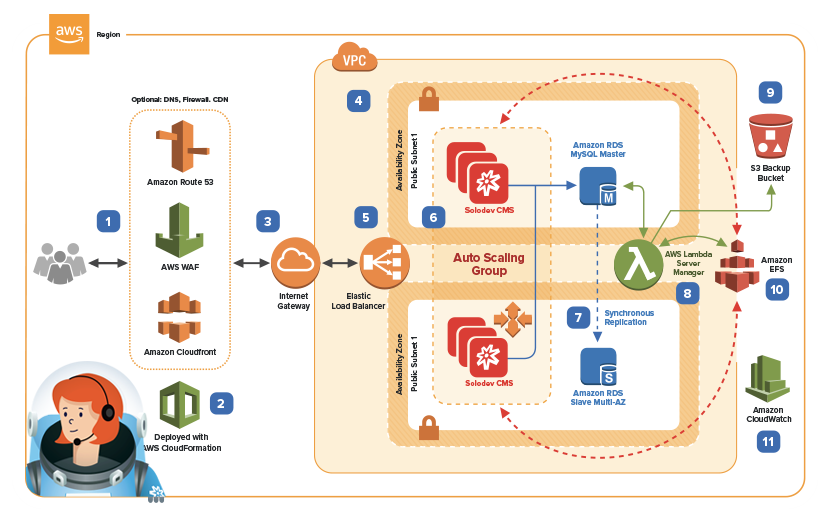 aws
Region
VPC
Optional: DNS, Firewall. CDN
Amazon Route 53
AWS WAF
Amazon Cloudfront
1
2
Deployed with
AWS CloudFormation
3
Internet
Gateway
4
5
Elastic
Load Balancer
Availability Zone
Public Subnet 1
6
Solodev CMS
Amazon RDS
MySQL Master
M
Auto Scaling
Group
Availability Zone
Public Subnet 1
Solodev CMS
7
Synchronous
Replication
S
Amazon RDS
Slave Multi-AZ
AWS Lambda
Server
Manager
8
9
S3 Backup
Bucket
Amazon
EFS
10
Amazon
CloudWatch
11